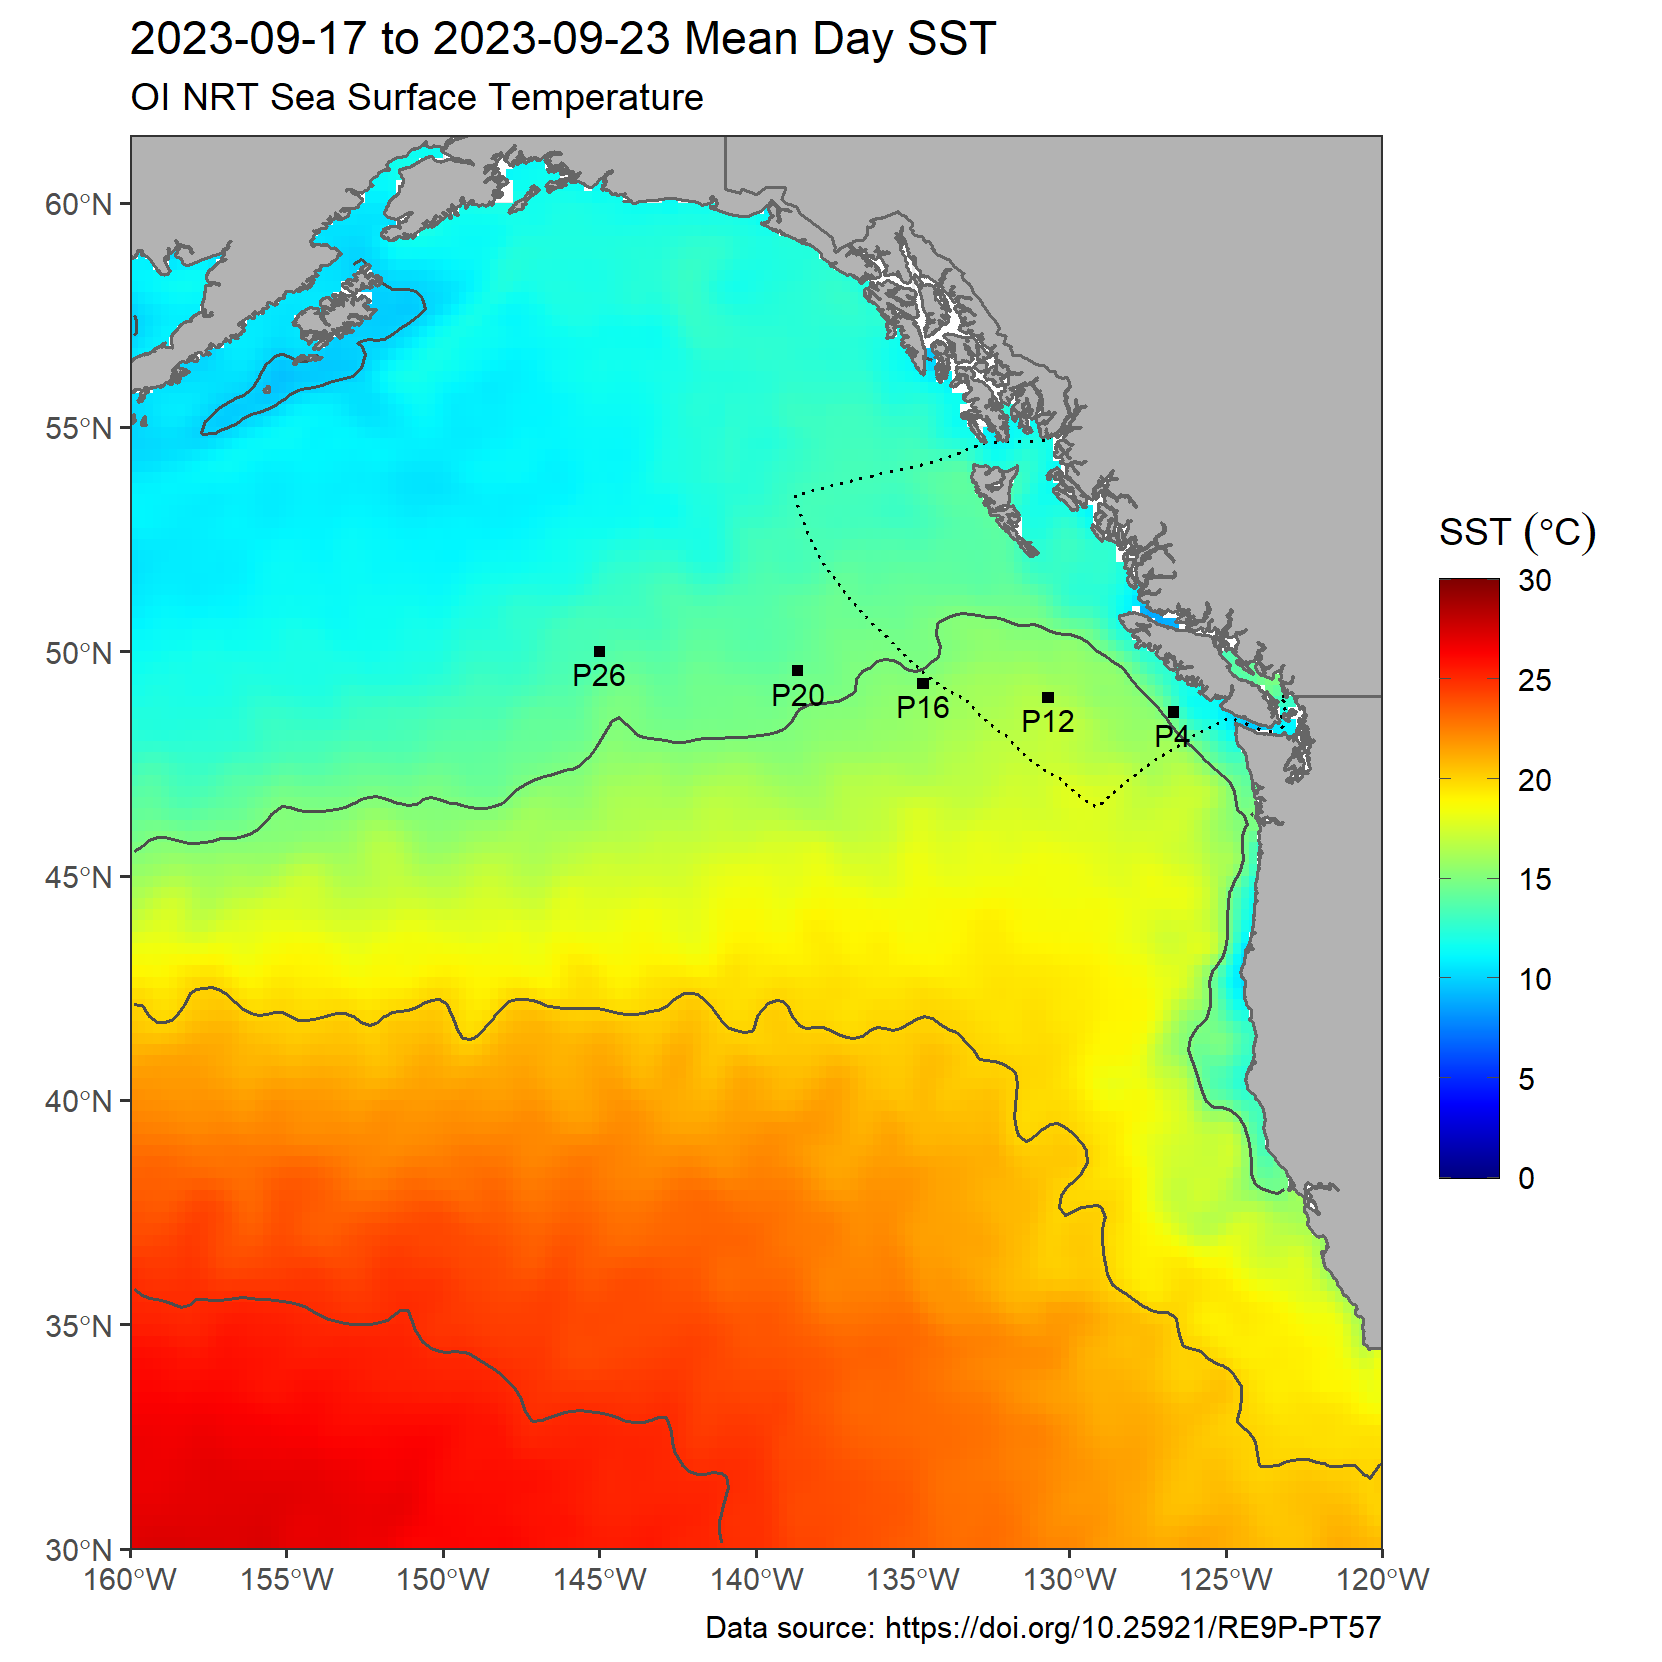 2023-09-17 to 2023-09-23 Mean Day SST
OI NRT Sea Surface Temperature
60°N
55°N
50°N
45°N
40°N
35°N
30°N
P26
P20
P16
P12
P4
160°W
155°W
150°W
145°W
140°W
135°W
130°W
125°W
120°W
SST (°C)
30
25
20
15
10
5
0
Data source: https://doi.org/10.25921/RE9P-PT57